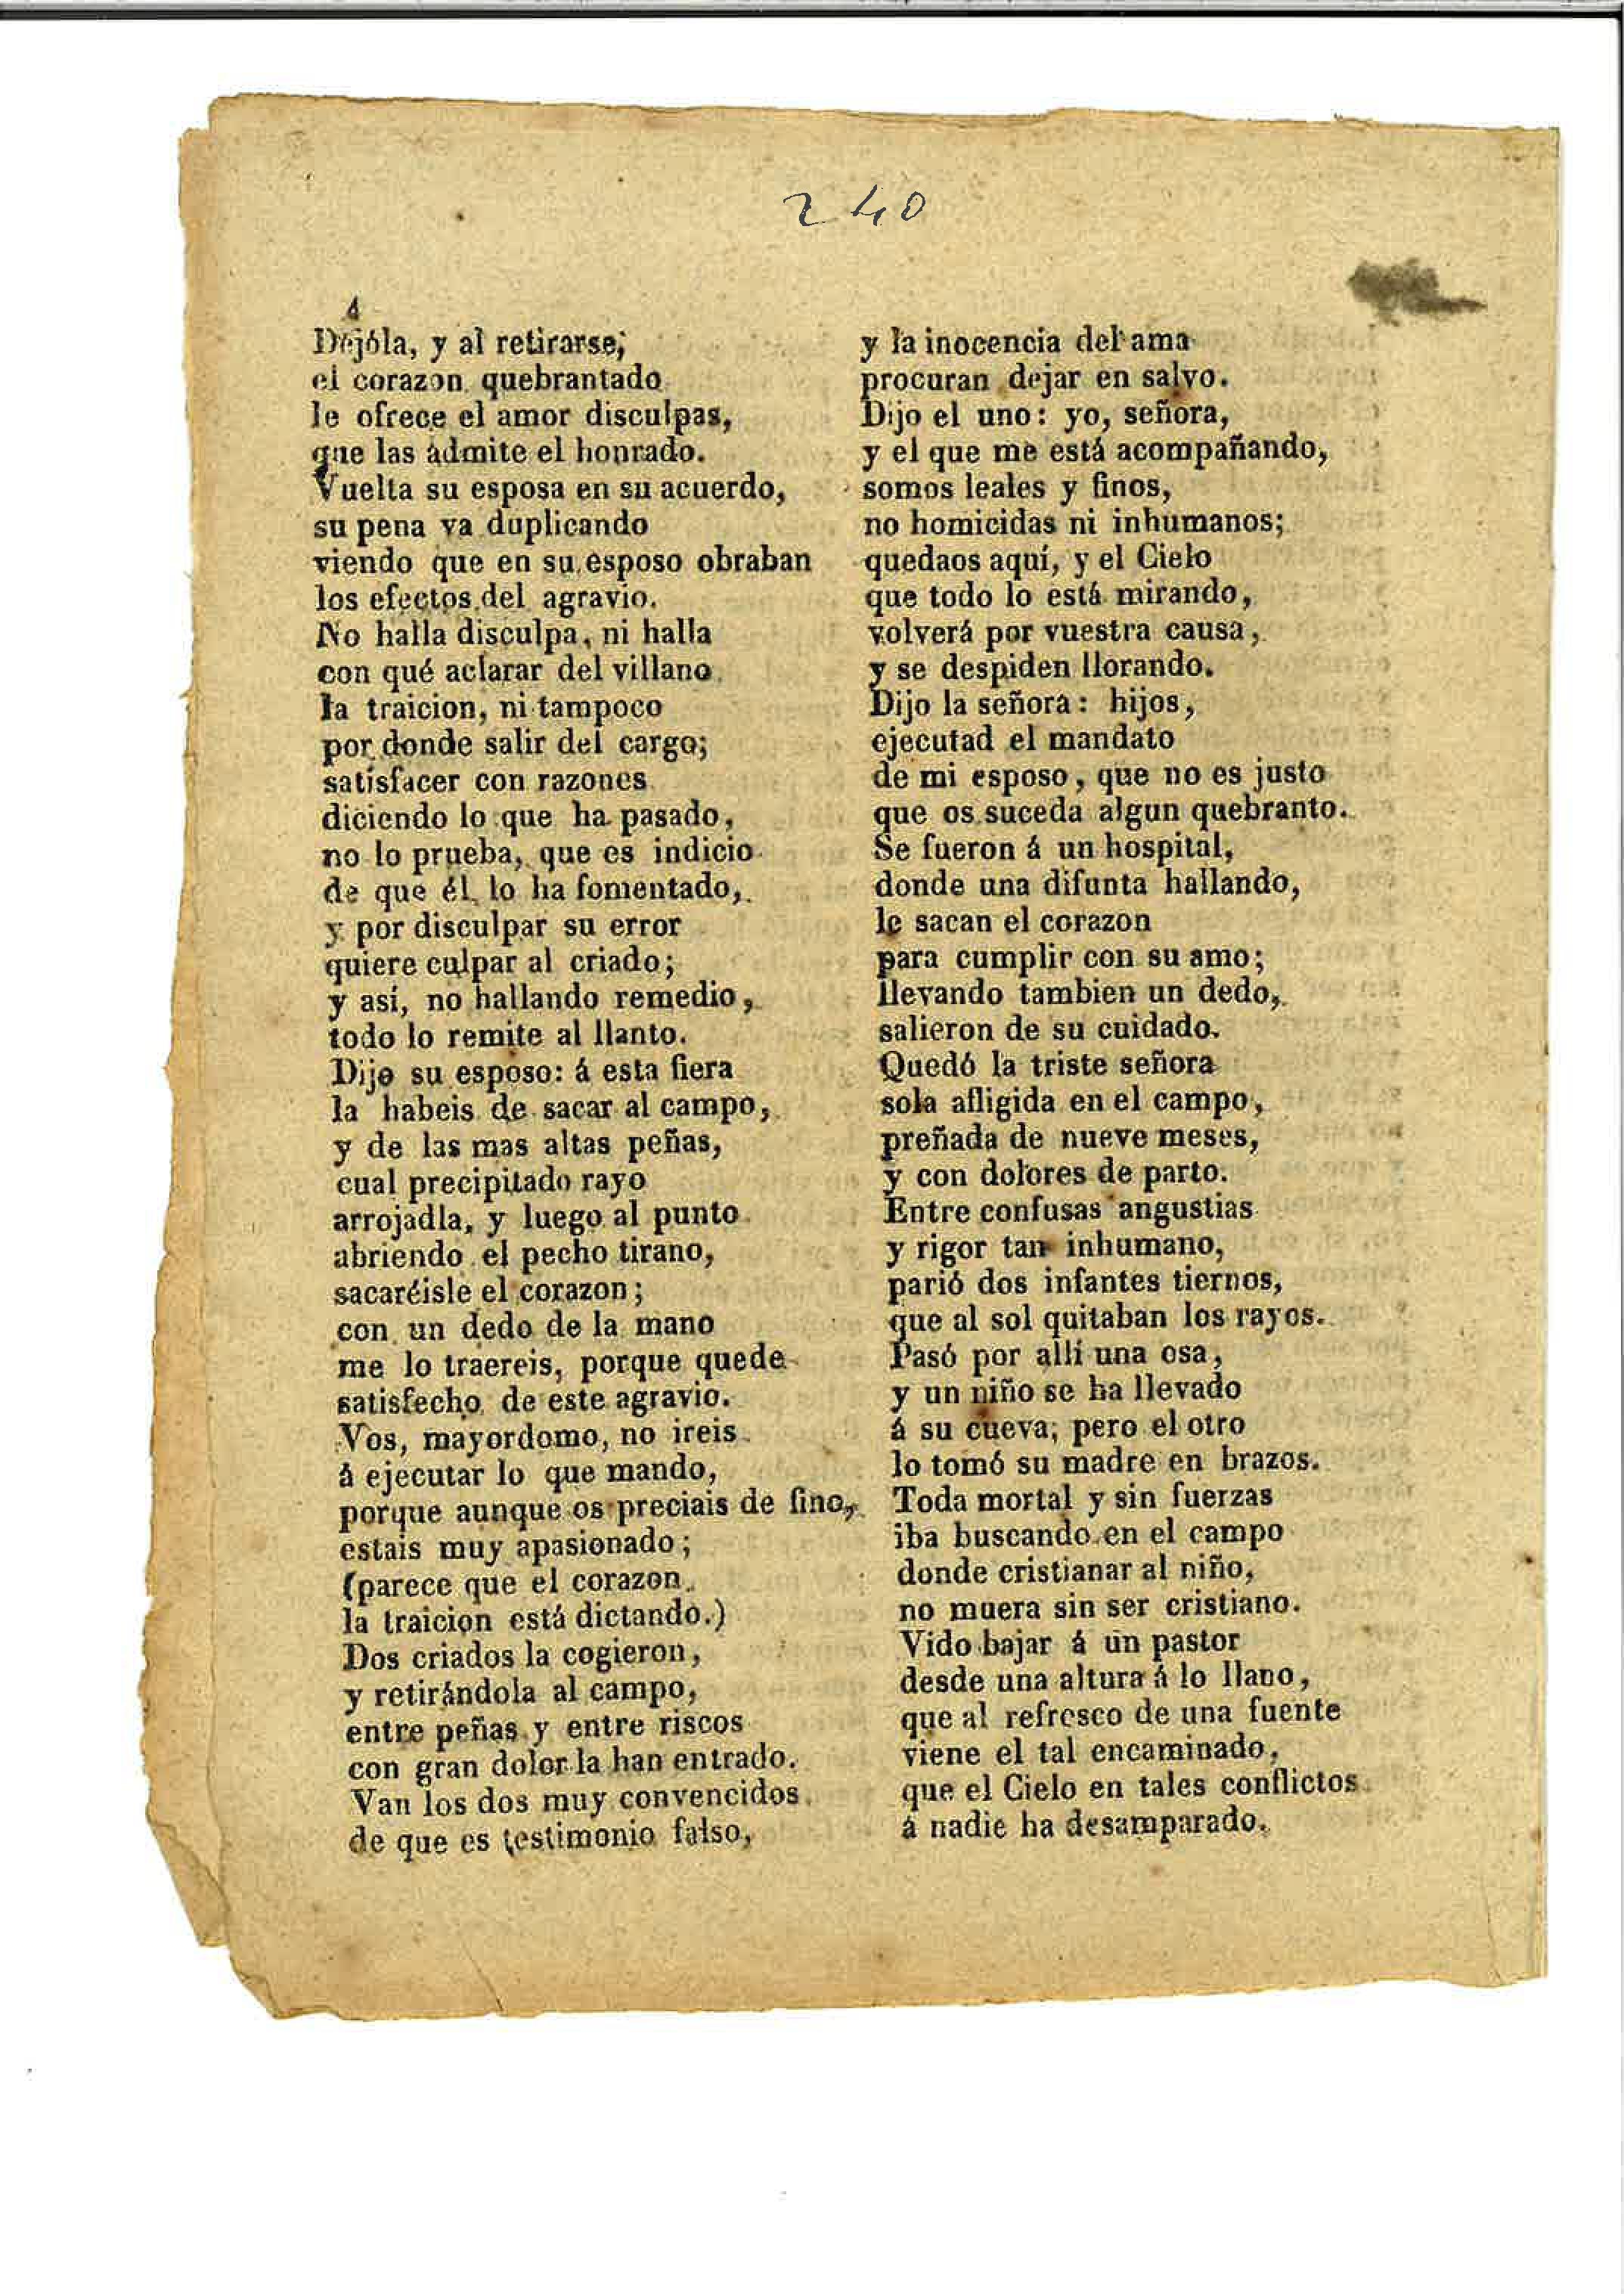 240
4
Dejóla, y al retirarse;
el corazon quebrantado
le ofrece el amor disculpas,
que las admite el honrado.
Vuelta su esposa en su acuerdo,
su pena va duplicando
viendo que en su esposo obraban
los efectos del agravio.
No halla disculpa, ni halla
con qué aclarar del villano
la traicion, ni tampoco
por donde salir del cargo;
satisfacer con razones
diciendo lo que ha pasado,
no lo prueba, que es indicio
de que él lo ha fomentado,
y por disculpar su error
quiere culpar al criado;
y así, no hallando remedio,
todo lo remite al llanto.
Dijo su esposo: á esta fiera
la habeis de sacar al campo,
y de las mas altas peñas,
cual precipitado rayo
arrojadla, y luego al punto
abriendo el pecho tirano,
sacaréisle el corazon;
con un dedo de la mano
me lo traereis, porque quede
satisfecho de este agravio.
Vos, mayordomo, no ireis
á ejecutar lo que mando,
porque aunque os preciais de fino,
estais muy apasionado;
(parece que el corazon
la traicion está dictando.)
Dos criados la cogieron,
y retirándola al campo,
entre peñas y entre riscos
con gran dolor la han entrado.
Van los dos muy convencidos
de que es testimonio falso,
y la inocencia del ama
procuran dejar en salvo.
Dijo el uno: yo, señora,
y el que me está acompañando,
somos leales y finos,
no homicidas ni inhumanos;
quedaos aquí, y el Cielo
que todo lo está mirando,
volverá por vuestra causa,
y se despiden llorando.
Dijo la señora: hijos,
ejecutad el mandato
de mi esposo, que no es justo
que os suceda algun quebranto.
Se fueron á un hospital,
donde una difunta hallando,
le sacan el corazon
para cumplir con su amo;
llevando tambien un dedo,
salieron de su cuidado.
Quedó la triste señora
sola afligida en el campo,
preñada de nueve meses,
y con dolores de parto.
Entre confusas angustias
y rigor tan inhumano,
parió dos infantes tiernos,
que al sol quitaban los rayos.
Pasó por allí una osa,
y un niño se ha llevado
á su cueva; pero el otro
lo tomó su madre en brazos.
Toda mortal y sin fuerzas
iba buscando en el campo
donde cristianar al niño,
no muera sin ser cristiano.
Vido bajar á un pastor
desde una altura á lo llano,
que al refresco de una fuente
viene el tal encaminado,
que el Cielo en tales conflictos
á nadie ha desamparado.